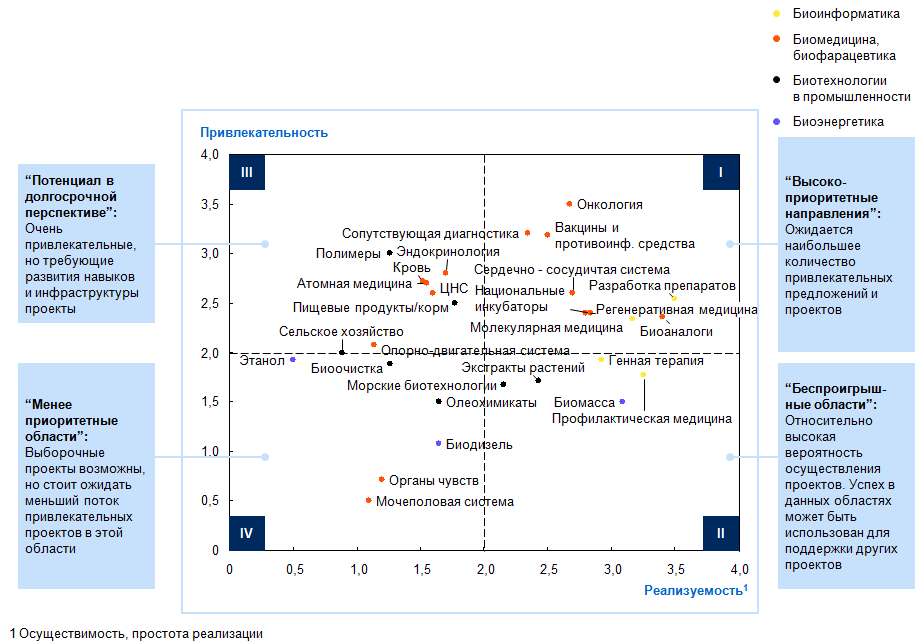 Биоинформатика
Биомедицина,
биофарацевтика
Биотехнологии
в промышленности
Биоэнергетика
Привлекательность
“Потенциал в
долгосрочной
перспективе”:
Очень
привлекательные,
но требующие
развития навыков
и инфраструктуры
проекты
“Менее
приоритетные
области”:
Выборочные
проекты возможны,
но стоит ожидать
меньший поток
привлекательных
проектов в этой
области
4,0
3,5
3,0
2,5
2,0
1,5
1.0
0,5
0
III
I
IV
II
Онкология
Сопутствующая диагностика
Вакцины и
противоинф. средства
Полимеры
Эндокринология
Кровь
Сердечно - сосудичтая система
Атомная медицина
ЦНС
Национальные
инкубаторы
Разработка препаратов
Пищевые продукты/корм
Регенеративная медицина
Молекулярная медицина
Биоаналоги
Сельское хозяйство
Опорно-двигательная система
Этанол
Биоочистка
Экстракты растений
Генная терапия
Морские биотехнологии
Олеохимикаты
Биомасса
Профилактическая медицина
Биодизель
Органы чувств
Мочеполовая система
0
0,5
1,0
1,5
2,0
2,5
3,0
3,5
4,0
Реализуемость1
“Высоко-
приоритетные
направления”:
Ожидается
наибольшее
количество
привлекательных
предложений и
проектов
“Беспроигрыш-
ные области”:
Относительно
высокая
вероятность
осуществления
проектов. Успех в
данных областях
может быть
использован для
поддержки других
проектов
1 Осуществимость, простота реализации